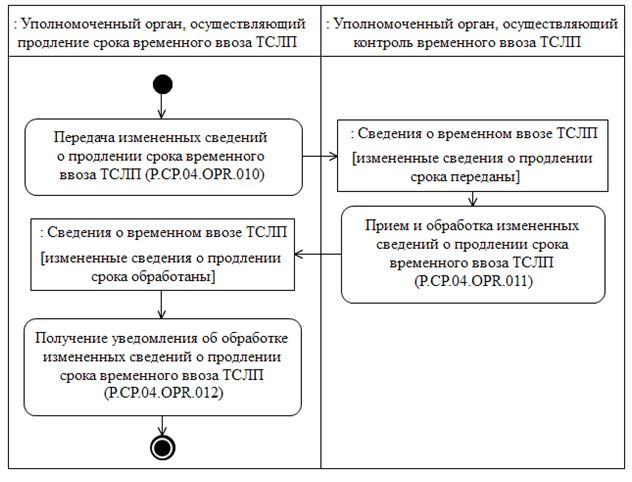 : Уполномоченный орган, осуществляющий
продление срока временного ввоза ТСЛП
: Уполномоченный орган, осуществляющий
контроль временного ввоза ТСЛП
Передача измененных сведений
о продлении срока временного
ввоза ТСЛП (P.CP.04.OPR.010)
: Сведения о временном ввозе ТСЛП
[измененные сведения о продлении
срока переданы]
Прием и обработка измененных
сведений о продлении срока
временного ввоза ТСЛП
(P.CP.04.OPR.011)
: Сведения о временном ввозе ТСЛП
[измененные сведения о продлении
срока обработаны]
Получение уведомления об обработке
измененных сведений о продлении
срока временного ввоза ТСЛП
(P.CP.04.OPR.012)